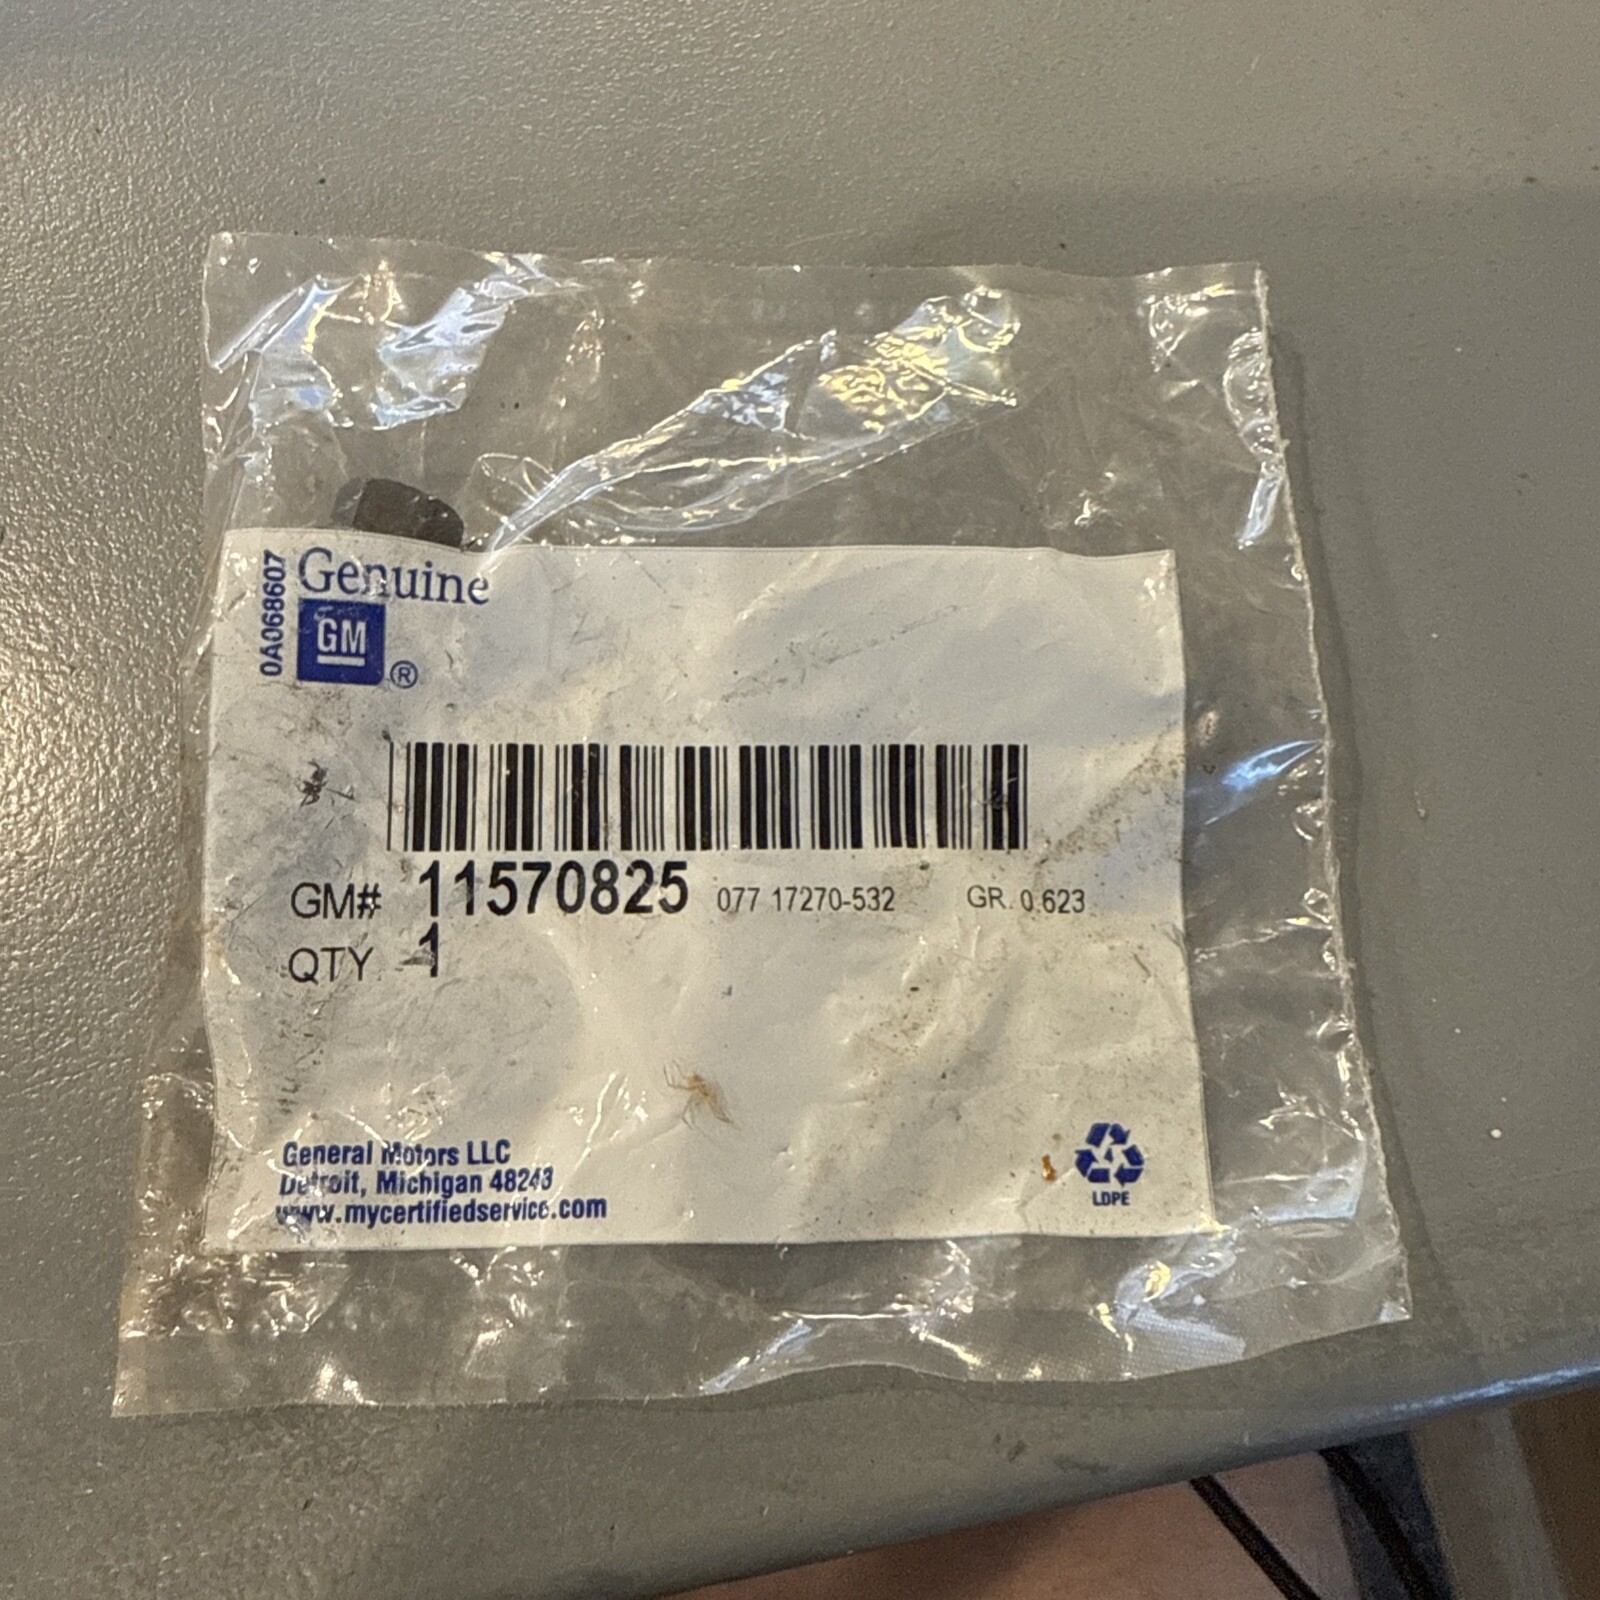 Genuine
0A068607
GM
®
GM# 11570825 077 17270-532 GR. 0.623
QTY. 1
General Motors LLC
Detroit, Michigan 48243
www.mycertifiedservice.com
4
LDPE